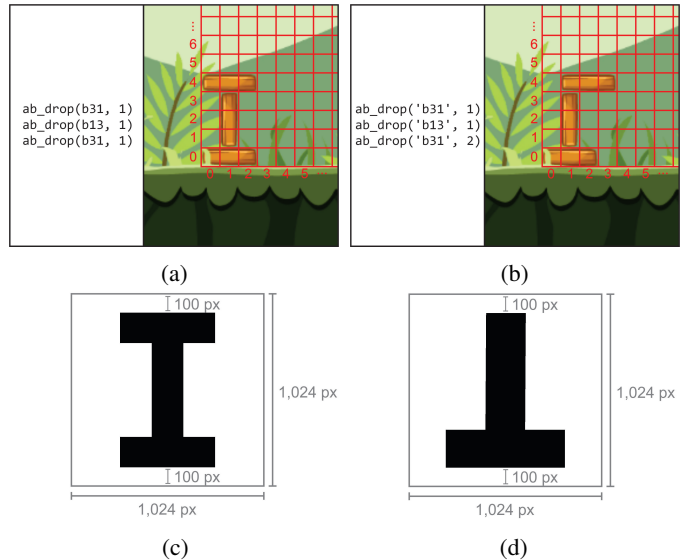 ⋮
6
5
ab_drop(b31, 1)
4
ab_drop(b13, 1)
3
ab_drop(b31, 1)
2
1
0
0 1 2 3 4 5 ...
(a)
⋮
6
5
ab_drop('b31', 1)
4
ab_drop('b13', 1)
3
ab_drop('b31', 2)
2
1
0
0 1 2 3 4 5 ...
(b)
100 px
1,024 px
100 px
1,024 px
(c)
100 px
1,024 px
100 px
1,024 px
(d)